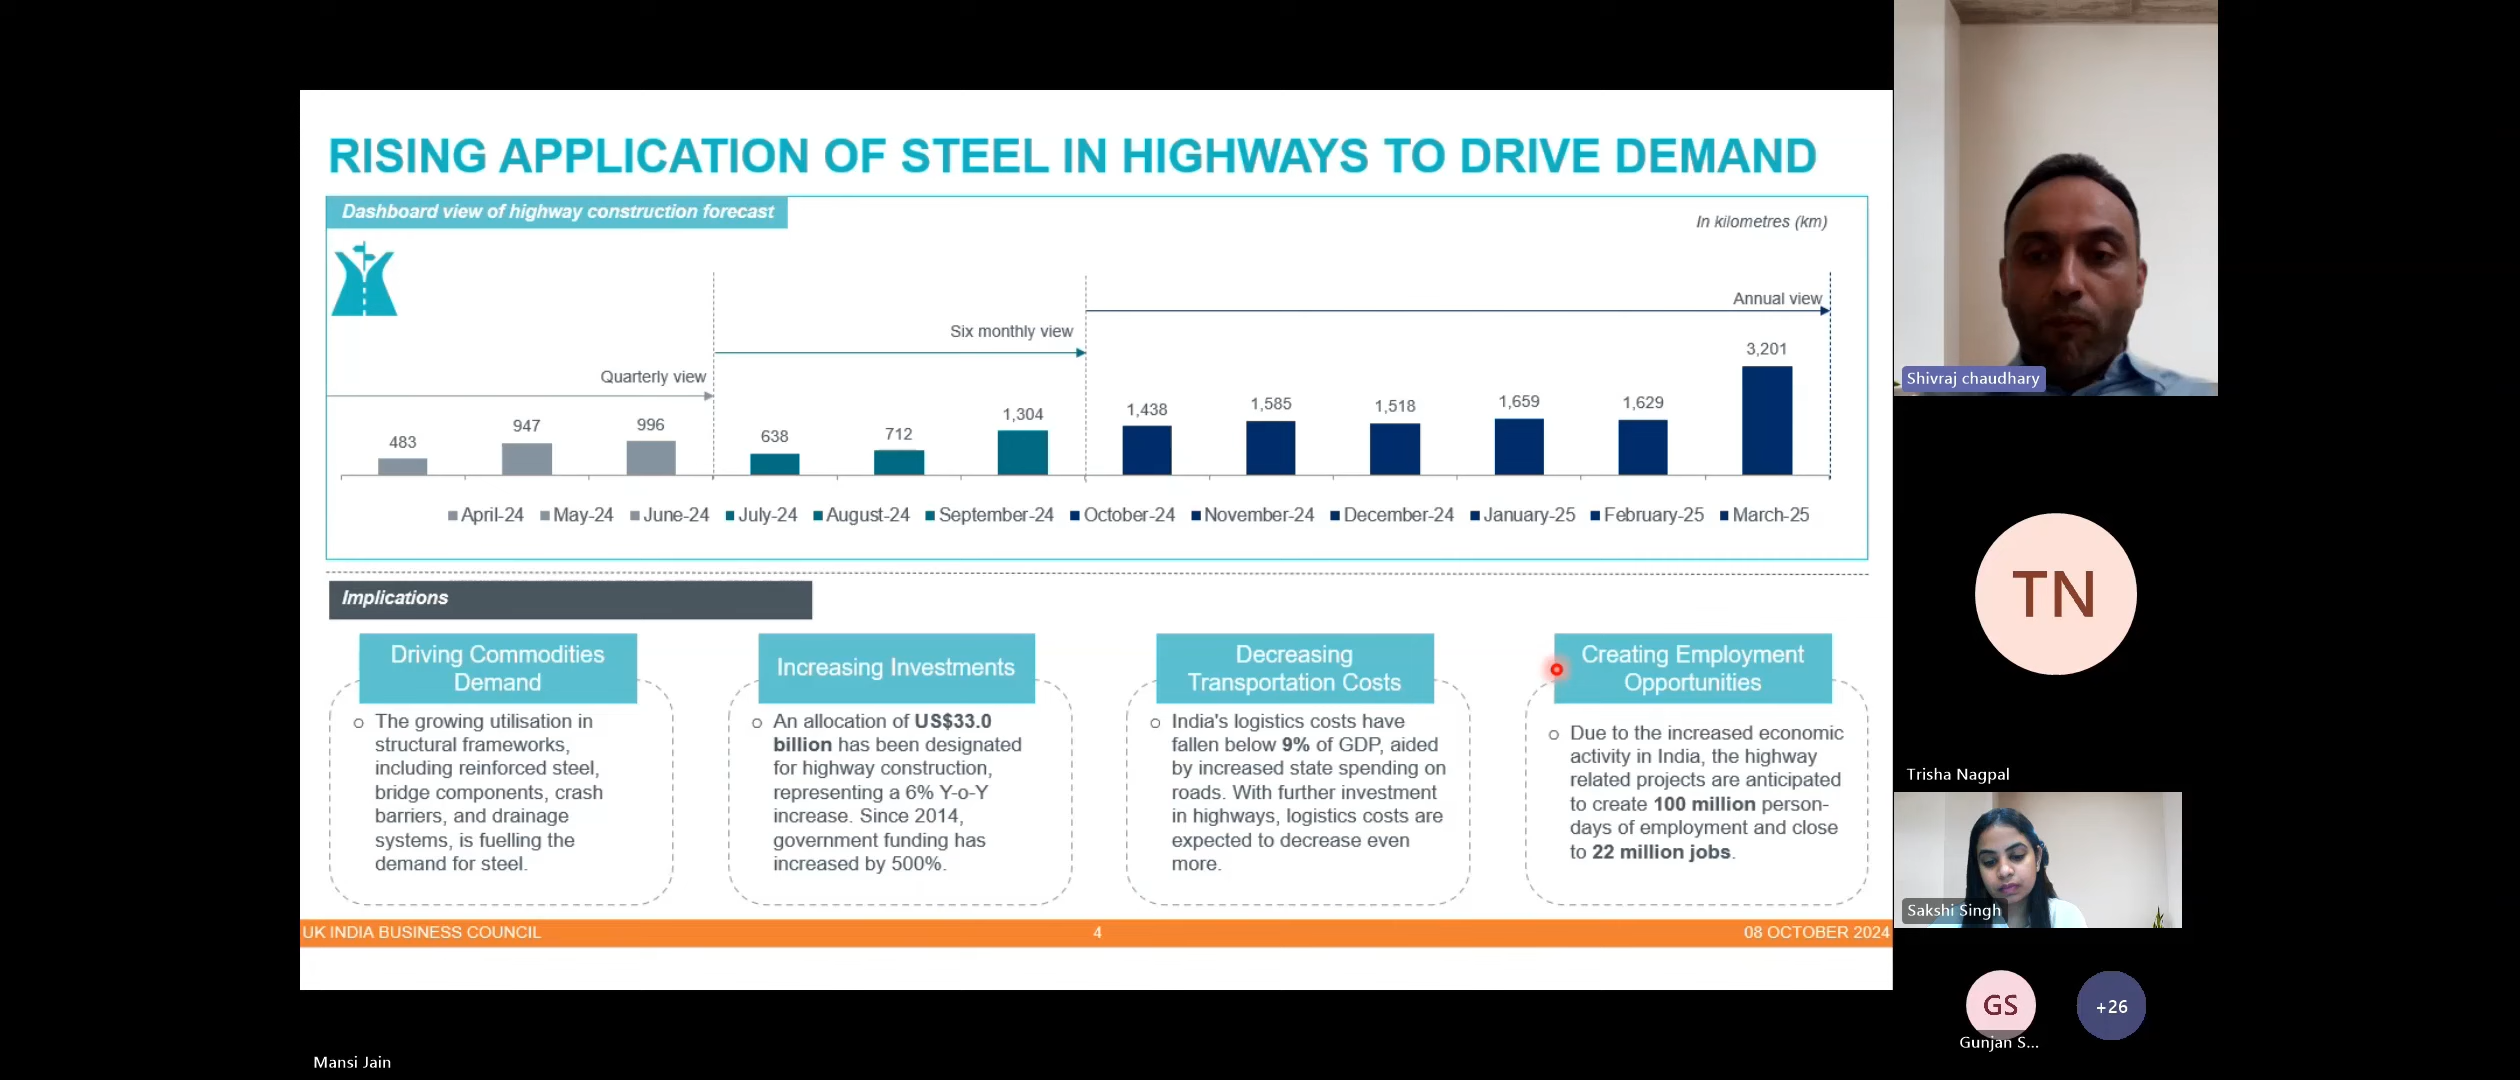 RISING APPLICATION OF STEEL IN HIGHWAYS TO DRIVE DEMAND
Dashboard view of highway construction forecast
In kilometres (km)
Annual view
Six monthly view
Quarterly view
483
947
996
638
712
1,304
1,438
1,585
1,518
1,659
1,629
3,201
April-24 May-24 June-24 July-24 August-24 September-24 October-24 November-24 December-24 January-25 February-25 March-25
Implications
Driving Commodities
Demand
The growing utilisation in
structural frameworks,
including reinforced steel,
bridge components, crash
barriers, and drainage
systems, is fuelling the
demand for steel.
Increasing Investments
An allocation of US$33.0
billion has been designated
for highway construction,
representing a 6% Y-o-Y
increase. Since 2014,
government funding has
increased by 500%.
Decreasing
Transportation Costs
India's logistics costs have
fallen below 9% of GDP, aided
by increased state spending on
roads. With further investment
in highways, logistics costs are
expected to decrease even
more.
Creating Employment
Opportunities
Due to the increased economic
activity in India, the highway
related projects are anticipated
to create 100 million person-
days of employment and close
to 22 million jobs.
UK INDIA BUSINESS COUNCIL
4
08 OCTOBER 2024
Mansi Jain
Shivraj chaudhary
TN
Trisha Nagpal
Sakshi Singh
GS
Gunjan S...
+26